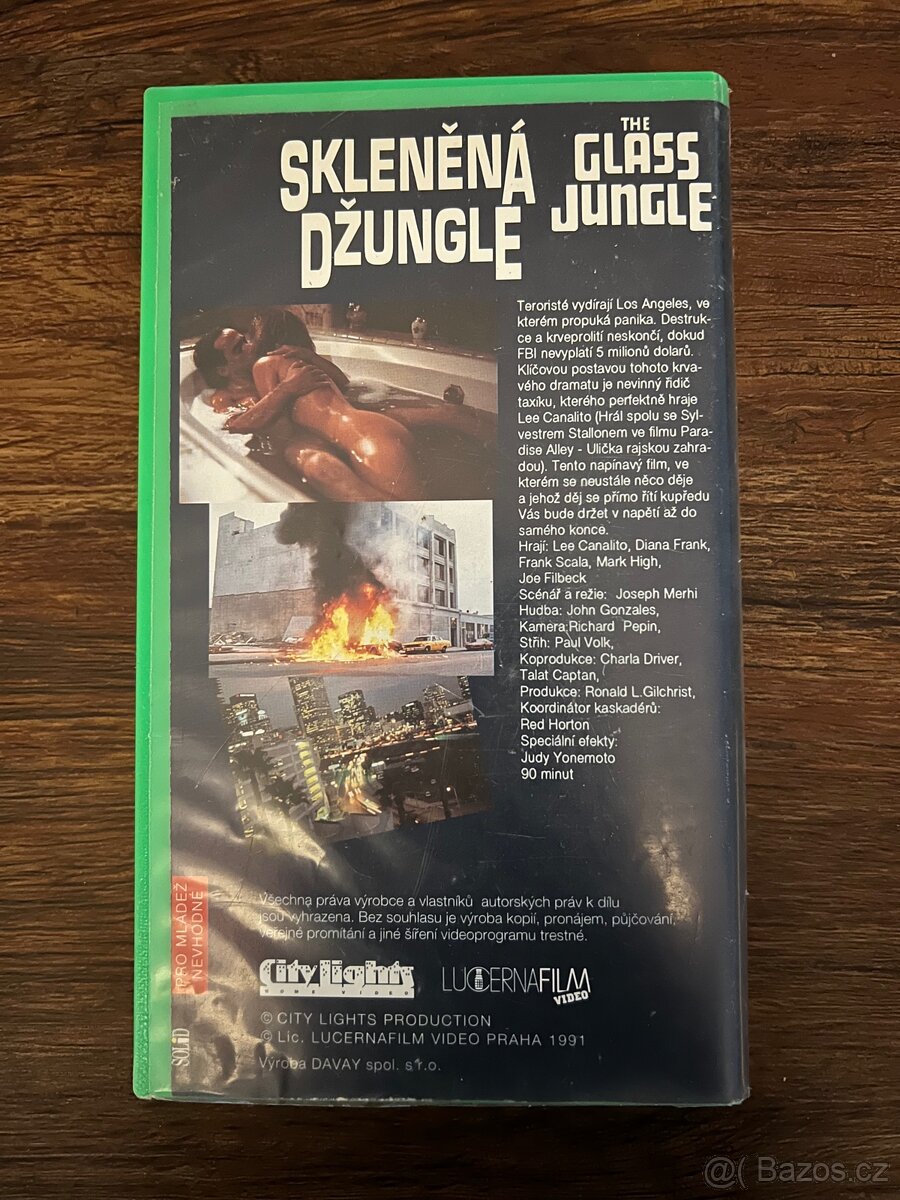 SKLENĚNÁ
DŽUNGLE
THE
GLASS
JUNGLE
Teroristé vydírají Los Angeles, ve
kterém propuká panika. Destruk-
ce a krveprolití neskončí, dokud
FBI nevyplatí 5 milionů dolarů.
Klíčovou postavou tohoto krva-
vého dramatu je nevinný řidič
taxíku, kterého perfektně hraje
Lee Canalito (Hrál spolu se Syl-
vestrem Stallonem ve filmu Para-
dise Alley - Ulička rajskou zahra-
dou). Tento napínavý film, ve
kterém se neustále něco děje
a jehož děj se přímo řítí kupředu
Vás bude držet v napětí až do
samého konce.
Hrají: Lee Canalito, Diana Frank,
Frank Scala, Mark High,
Joe Filbeck
Scénář a režie: Joseph Merhi
Hudba: John Gonzales,
Kamera:Richard Pepin,
Střih: Paul Volk,
Koprodukce: Charla Driver,
Talat Captan,
Produkce: Ronald L.Gilchrist,
Koordinátor kaskadérů:
Red Horton
Speciální efekty:
Judy Yonemoto
90 minut
PRO MLÁDEŽ
NEVHODNÉ
SOLiD
Všechna práva výrobce a vlastníků autorských práv k dílu
jsou vyhrazena. Bez souhlasu je výroba kopií, pronájem, půjčování,
veřejné promítání a jiné šíření videoprogramu trestné.
City Lights
HOME VIDEO
LUCERNAFILM
VIDEO
© CITY LIGHTS PRODUCTION
© Lic. LUCERNAFILM VIDEO PRAHA 1991
Výroba DAVAY spol. s r.o.
@( Bazoš.cz